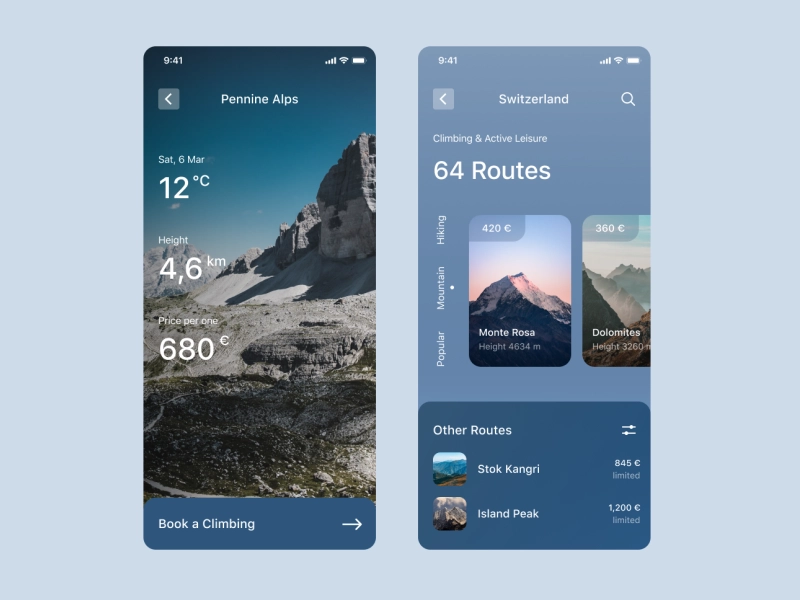 9:41
Pennine Alps
Sat, 6 Mar
12 °C
Height
4,6 km
Price per one
680 €
Book a Climbing
9:41
Switzerland
Climbing & Active Leisure
64 Routes
Hiking
Mountain
Popular
420 €
Monte Rosa
Height 4634 m
360 €
Dolomites
Height 3260 m
Other Routes
Stok Kangri
845 €
limited
Island Peak
1,200 €
limited